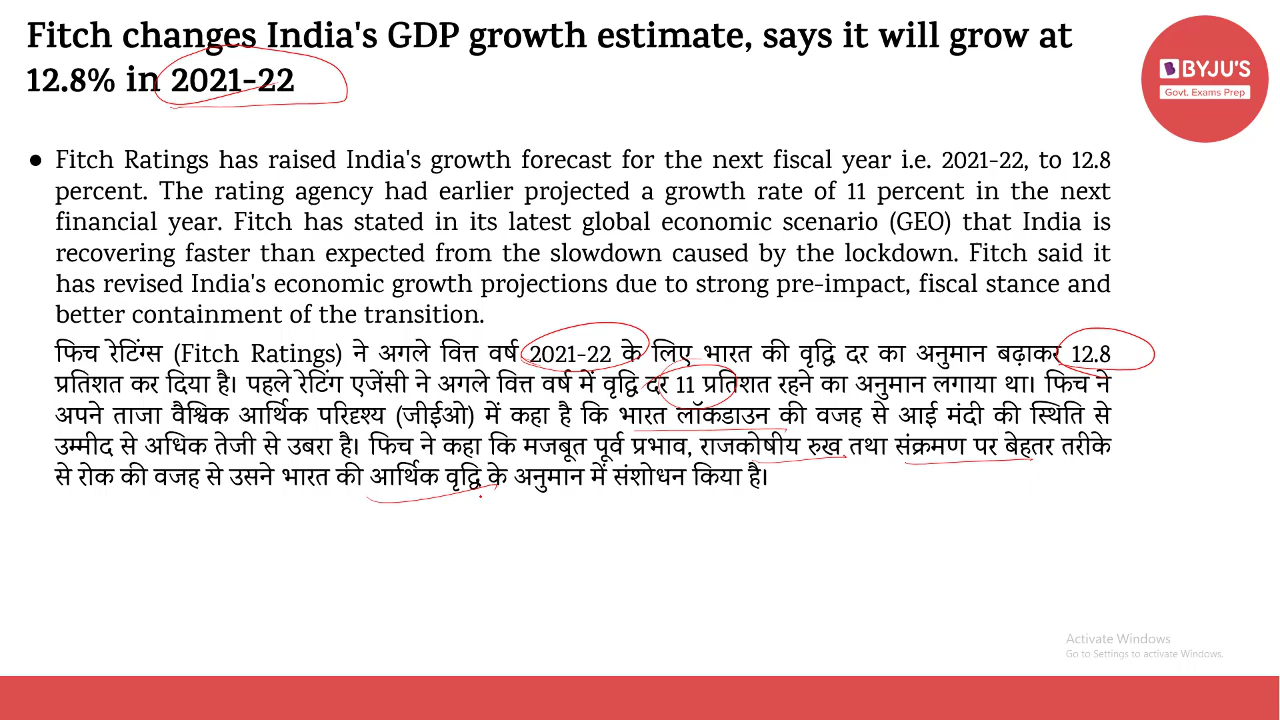 Fitch changes India's GDP growth estimate, says it will grow at
12.8% in 2021-22
BYJU'S
Govt. Exams Prep
● Fitch Ratings has raised India's growth forecast for the next fiscal year i.e. 2021-22, to 12.8
percent. The rating agency had earlier projected a growth rate of 11 percent in the next
financial year. Fitch has stated in its latest global economic scenario (GEO) that India is
recovering faster than expected from the slowdown caused by the lockdown. Fitch said it
has revised India's economic growth projections due to strong pre-impact, fiscal stance and
better containment of the transition.
फिच रेटिंग्स (Fitch Ratings) ने अगले वित्त वर्ष 2021-22 के लिए भारत की वृद्धि दर का अनुमान बढ़ाकर 12.8
प्रतिशत कर दिया है। पहले रेटिंग एजेंसी ने अगले वित्त वर्ष में वृद्धि दर 11 प्रतिशत रहने का अनुमान लगाया था। फिच ने
अपने ताजा वैश्विक आर्थिक परिदृश्य (जीईओ) में कहा है कि भारत लॉकडाउन की वजह से आई मंदी की स्थिति से
उम्मीद से अधिक तेजी से उबरा है। फिच ने कहा कि मजबूत पूर्व प्रभाव, राजकोषीय रुख तथा संक्रमण पर बेहतर तरीके
से रोक की वजह से उसने भारत की आर्थिक वृद्धि के अनुमान में संशोधन किया है।
Activate Windows
Go to Settings to activate Windows.